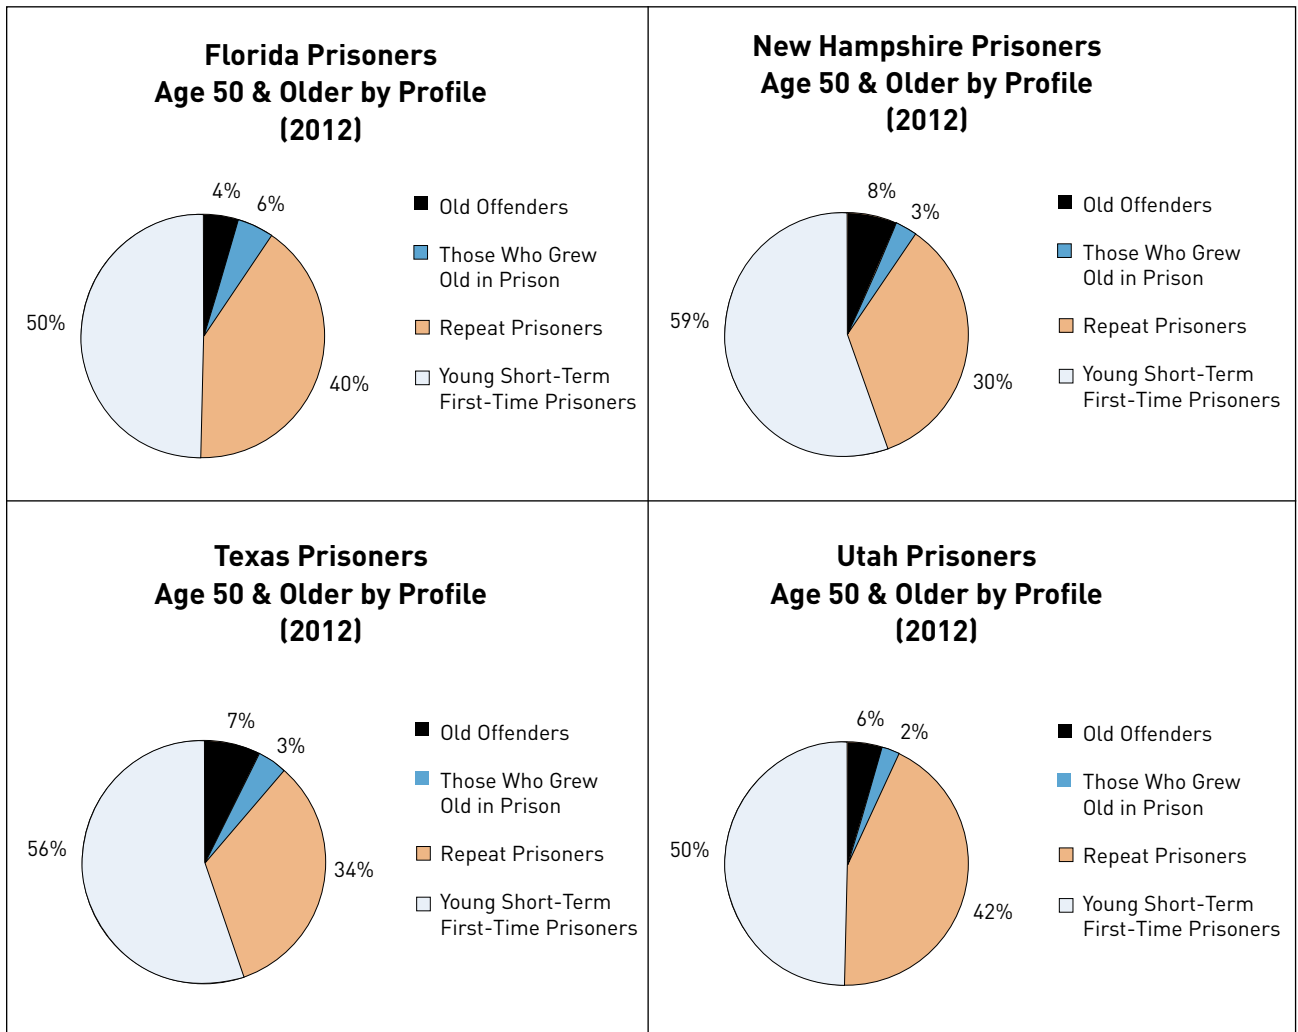 Florida Prisoners
Age 50 & Older by Profile
(2012)
4%
6%
50%
40%
Old Offenders
Those Who Grew
Old in Prison
Repeat Prisoners
Young Short-Term
First-Time Prisoners
New Hampshire Prisoners
Age 50 & Older by Profile
(2012)
8%
3%
59%
30%
Old Offenders
Those Who Grew
Old in Prison
Repeat Prisoners
Young Short-Term
First-Time Prisoners
Texas Prisoners
Age 50 & Older by Profile
(2012)
7%
3%
56%
34%
Old Offenders
Those Who Grew
Old in Prison
Repeat Prisoners
Young Short-Term
First-Time Prisoners
Utah Prisoners
Age 50 & Older by Profile
(2012)
6%
2%
50%
42%
Old Offenders
Those Who Grew
Old in Prison
Repeat Prisoners
Young Short-Term
First-Time Prisoners